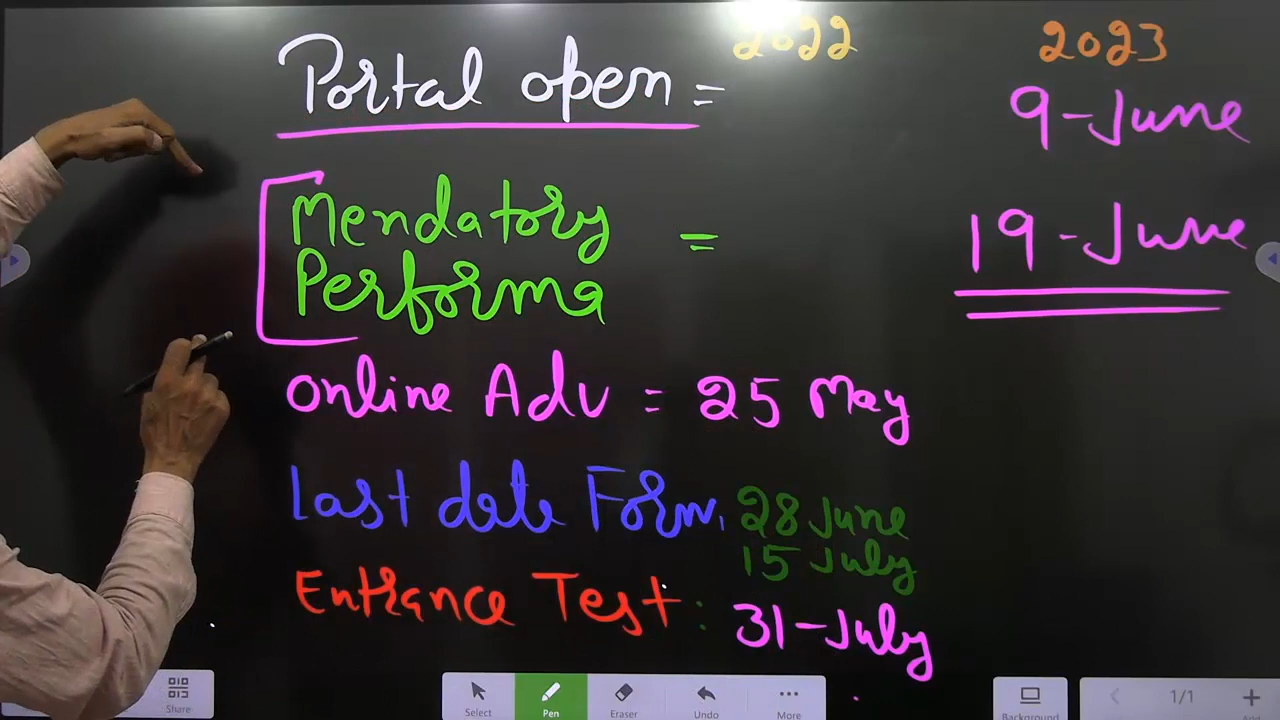 2022 2023
Portal open = 9-June
Mendatory = 19-June
Performa
Online Adv = 25 May
Last date Form, 28 June
15 July
Entrance Test : 31-July
Share
Select Pen Eraser Undo More
Background 1/1